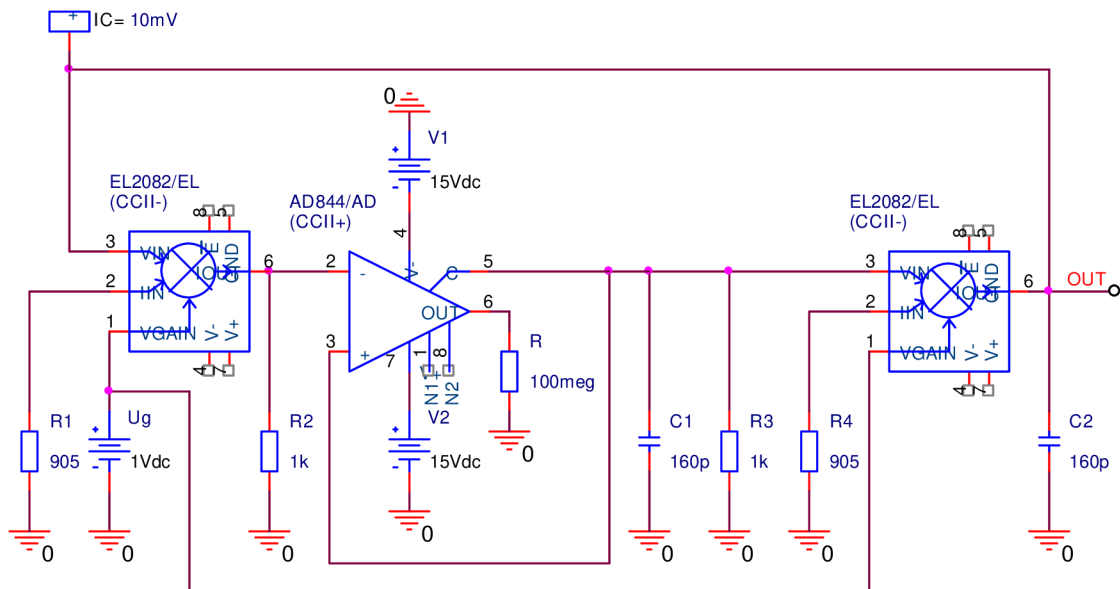 +
IC= 10mV
0
V1
+
-
15Vdc
EL2082/EL
(CCII-)
AD844/AD
(CCII+)
EL2082/EL
(CCII-)
8
5
E
GND
3
VIN
IOUT
6
2
IIN
1
VGAIN
V-
V+
4
7
4
V-
2
-
C
5
OUT
6
3
+
7
1
8
N1
N2
R
100meg
0
8
5
E
GND
3
VIN
IOUT
6
OUT
2
IIN
1
VGAIN
V-
V+
4
7
R1
905
Ug
+
-
1Vdc
R2
1k
V2
+
-
15Vdc
C1
160p
R3
1k
R4
905
C2
160p
0
0
0
0
0
0
0
0